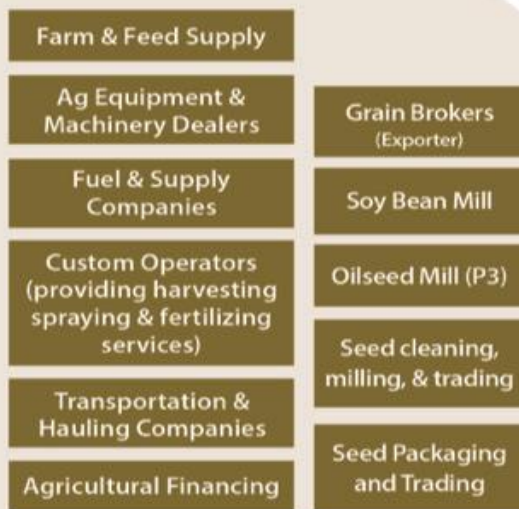 Farm & Feed Supply
Ag Equipment &
Machinery Dealers
Fuel & Supply
Companies
Custom Operators
(providing harvesting
spraying & fertilizing
services)
Transportation &
Hauling Companies
Agricultural Financing
Grain Brokers
(Exporter)
Soy Bean Mill
Oilseed Mill (P3)
Seed cleaning,
milling, & trading
Seed Packaging
and Trading